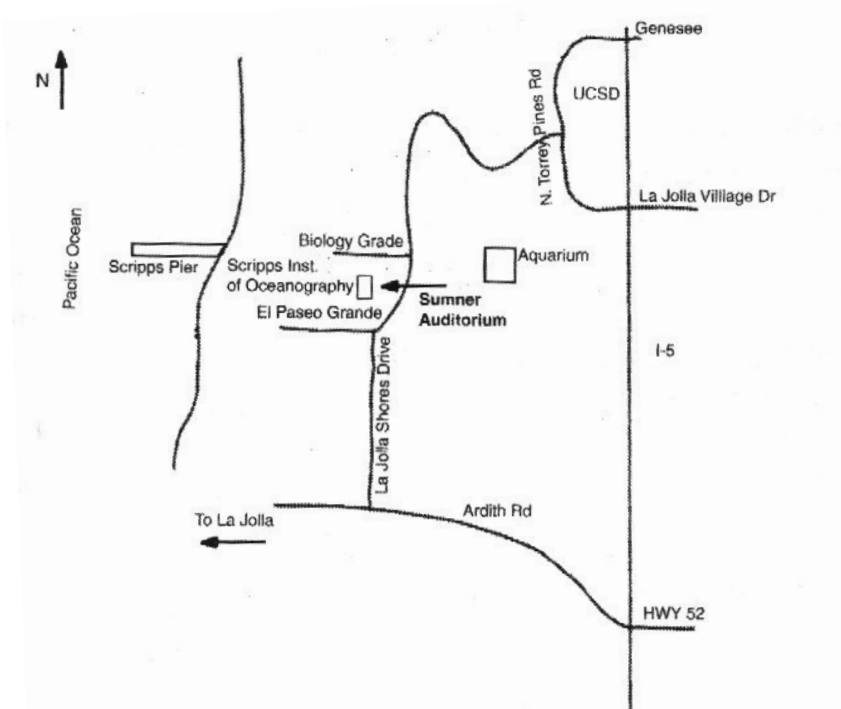 Genesee
N
N. Torrey Pines Rd
UCSD
La Jolla Villiage Dr
Pacific Ocean
Biology Grade
Aquarium
Scripps Pier
Scripps Inst.
of Oceanography
Sumner
Auditorium
El Paseo Grande
I-5
La Jolla Shores Drive
Ardith Rd
To La Jolla
HWY 52